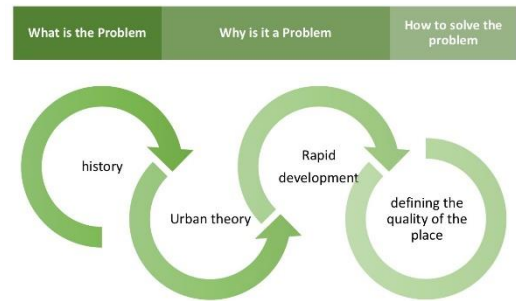 What is the Problem
Why is it a Problem
How to solve the
problem
history
Urban theory
Rapid
development
defining the
quality of the
place